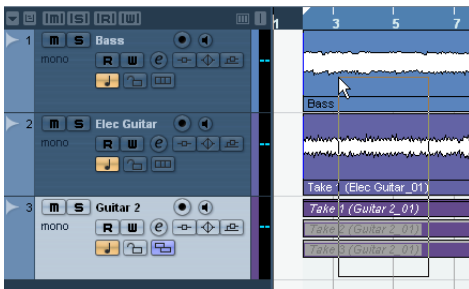 [M] [S] [R] [W] 1 3 5 7
1 m S Bass
mono R W e
Bass
2 m S Elec Guitar
mono R W e
Take 1 (Elec Guitar_01)
3 m S Guitar 2
mono R W e
Take 1 (Guitar 2_01)
Take 2 (Guitar 2_01)
Take 3 (Guitar 2_01)